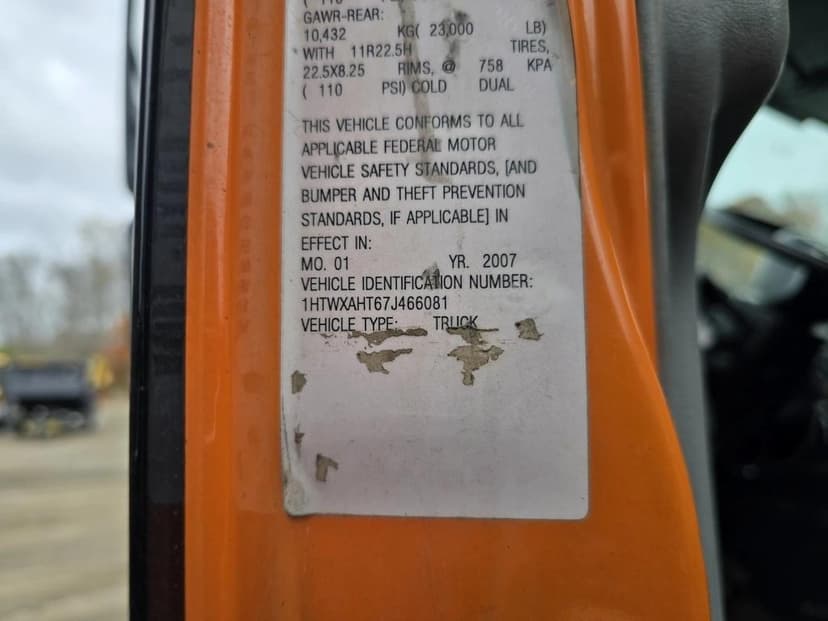 ( 110
GAWR-REAR:
10,432 KG( 23,000 LB)
WITH 11R22.5H TIRES,
22.5X8.25 RIMS, @ 758 KPA
( 110 PSI) COLD DUAL
THIS VEHICLE CONFORMS TO ALL
APPLICABLE FEDERAL MOTOR
VEHICLE SAFETY STANDARDS, [AND
BUMPER AND THEFT PREVENTION
STANDARDS, IF APPLICABLE] IN
EFFECT IN:
MO. 01 YR. 2007
VEHICLE IDENTIFICATION NUMBER:
1HTWXAHT67J466081
VEHICLE TYPE: TRUCK